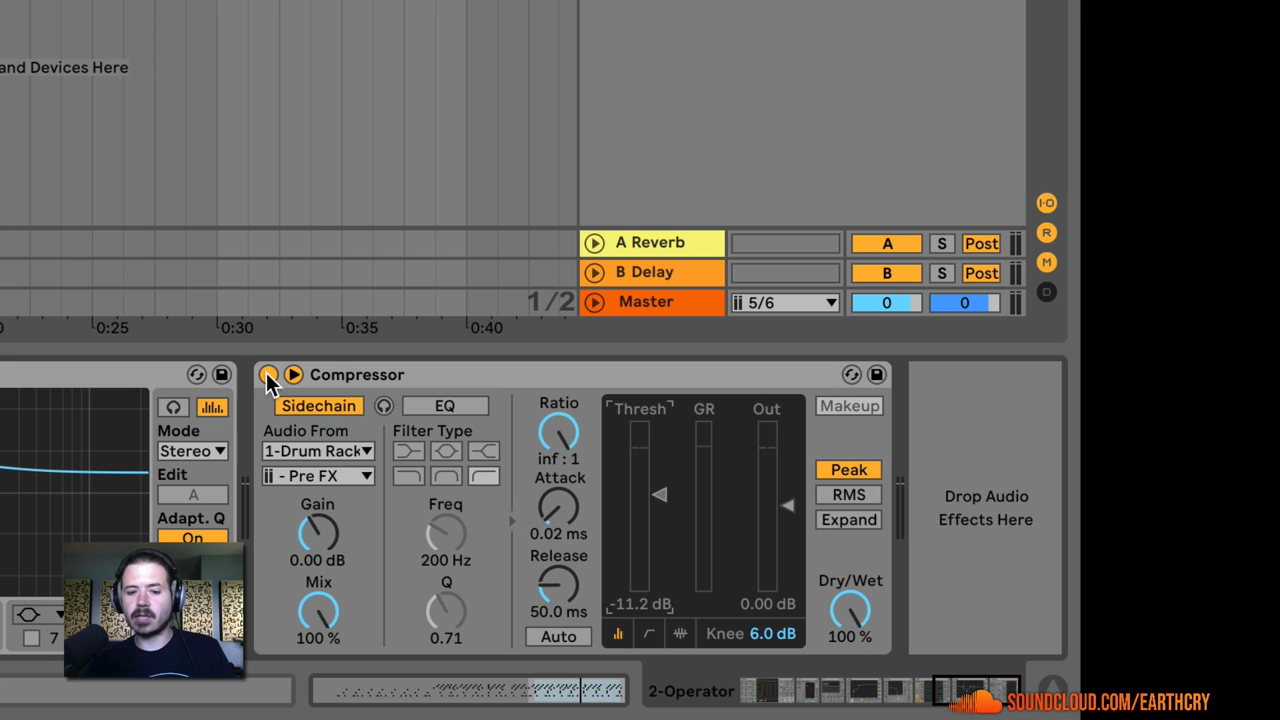 and Devices Here
I·O
R
M
D
A Reverb
A
S
Post
B Delay
B
S
Post
1/2
Master
5/6
0
0
0:25
0:30
0:35
0:40
Compressor
Sidechain
EQ
Ratio
Thresh
GR
Out
Makeup
Mode
Audio From
Filter Type
inf : 1
Stereo
1-Drum Rack
Attack
Peak
Edit
- Pre FX
RMS
A
Gain
Freq
Expand
Drop Audio
Effects Here
Adapt. Q
0.02 ms
On
0.00 dB
200 Hz
Release
Mix
Q
Dry/Wet
-11.2 dB
0.00 dB
50.0 ms
7
100 %
0.71
Auto
Knee 6.0 dB
100 %
2-Operator
SOUNDCLOUD.COM/EARTHCRY